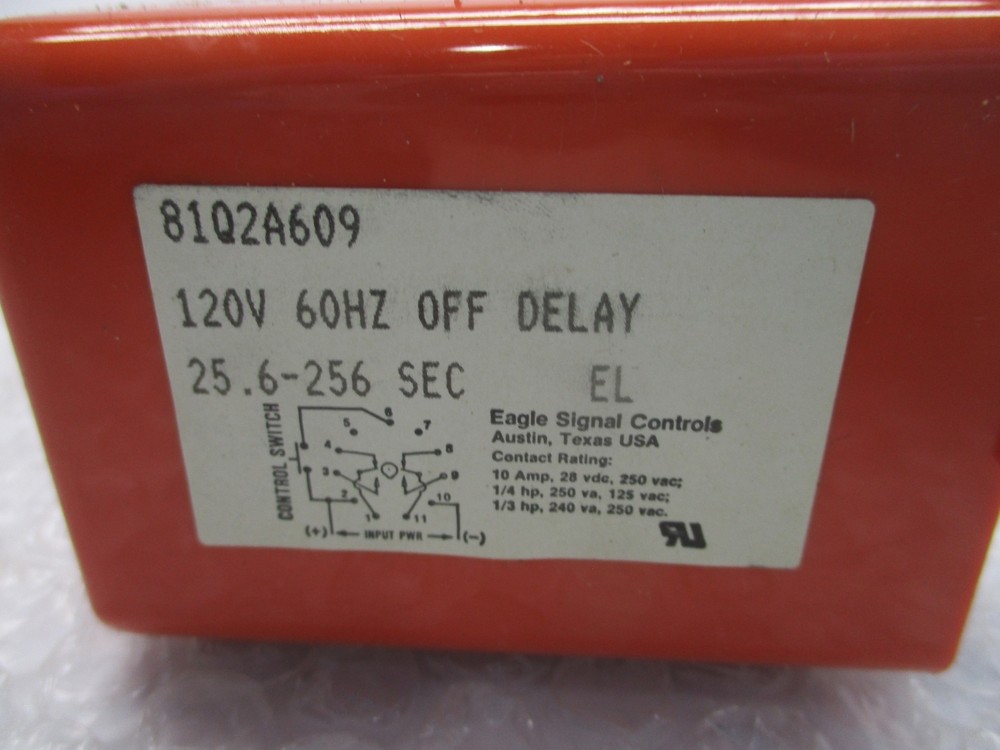 81Q2A609
120V 60HZ OFF DELAY
25.6-256 SEC EL
CONTROL SWITCH
5 6 7
4 8
3 9
2 10
1 11
(+) INPUT PWR (-)
Eagle Signal Controls
Austin, Texas USA
Contact Rating:
10 Amp, 28 vdc, 250 vac;
1/4 hp, 250 va, 125 vac;
1/3 hp, 240 va, 250 vac.
RU